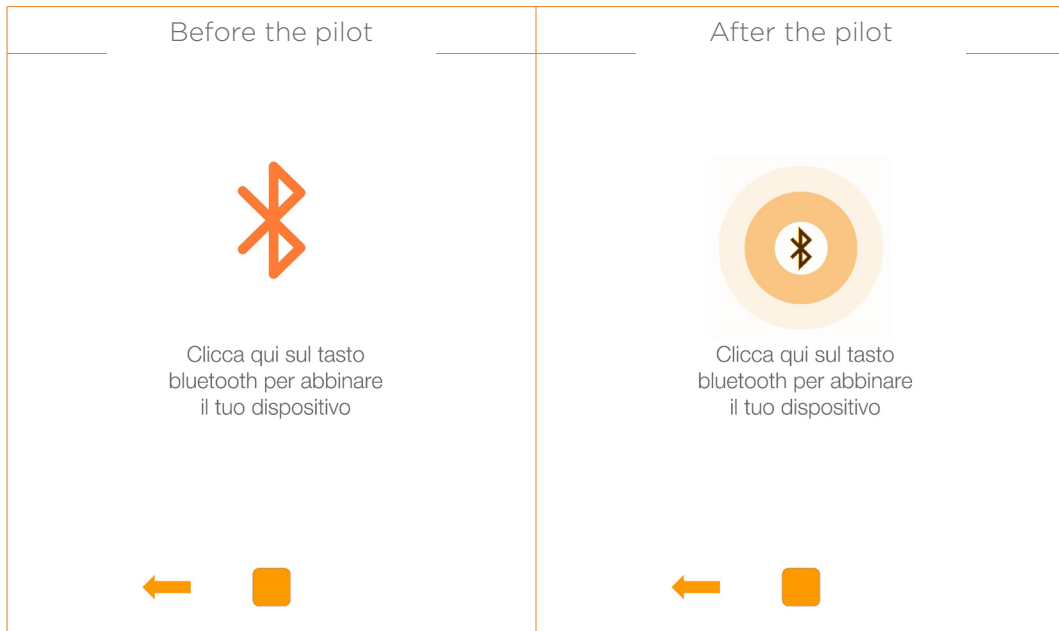 Before the pilot
After the pilot
Clicca qui sul tasto
bluetooth per abbinare
il tuo dispositivo
Clicca qui sul tasto
bluetooth per abbinare
il tuo dispositivo